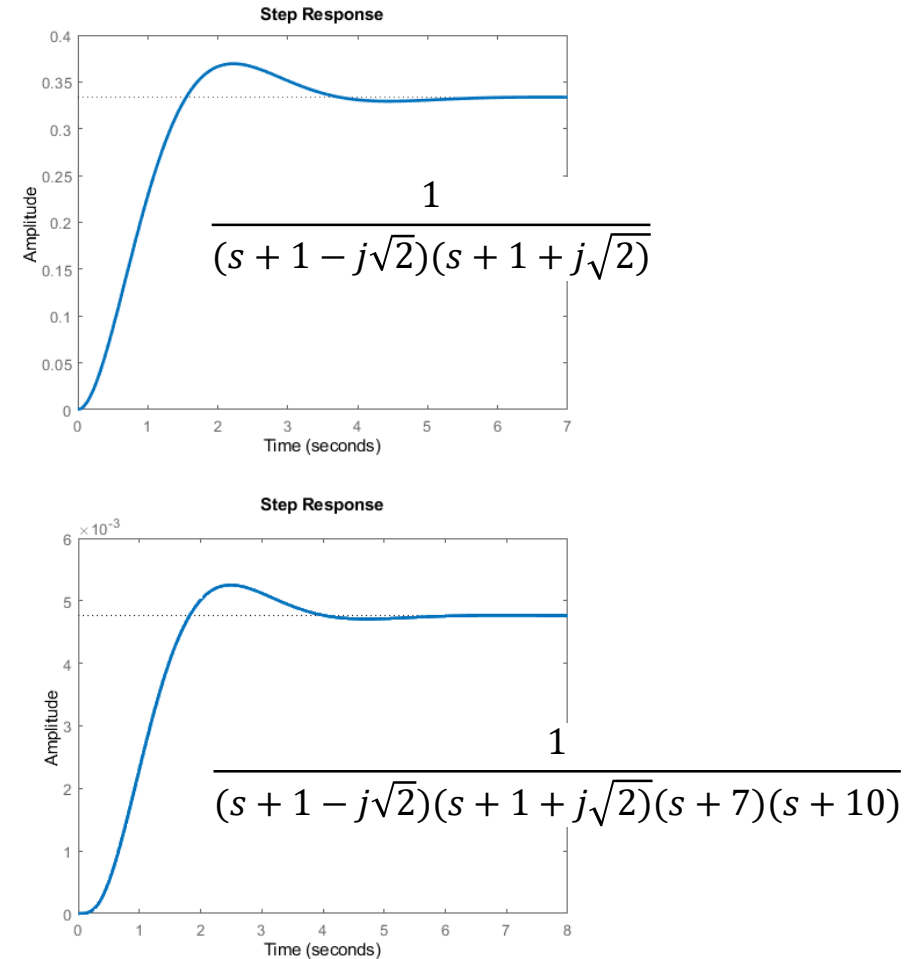 Step Response
0.4
0.35
0.3
0.25
0.2
0.15
0.1
0.05
0
Amplitude
1
(s + 1 − j√2)(s + 1 + j√2)
0 1 2 3 4 5 6 7
Time (seconds)
Step Response
×10⁻³
6
5
4
3
2
1
0
Amplitude
1
(s + 1 − j√2)(s + 1 + j√2)(s + 7)(s + 10)
0 1 2 3 4 5 6 7 8
Time (seconds)